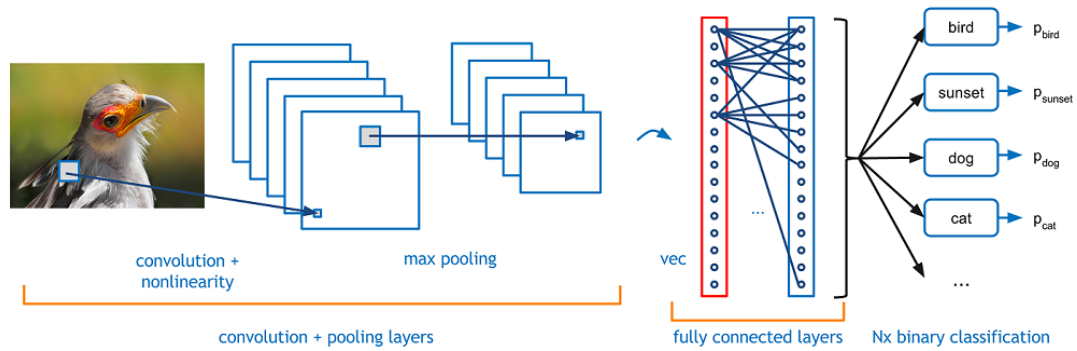 bird
p_bird
sunset
p_sunset
dog
p_dog
cat
p_cat
...
...
convolution +
nonlinearity
max pooling
vec
convolution + pooling layers
fully connected layers
Nx binary classification